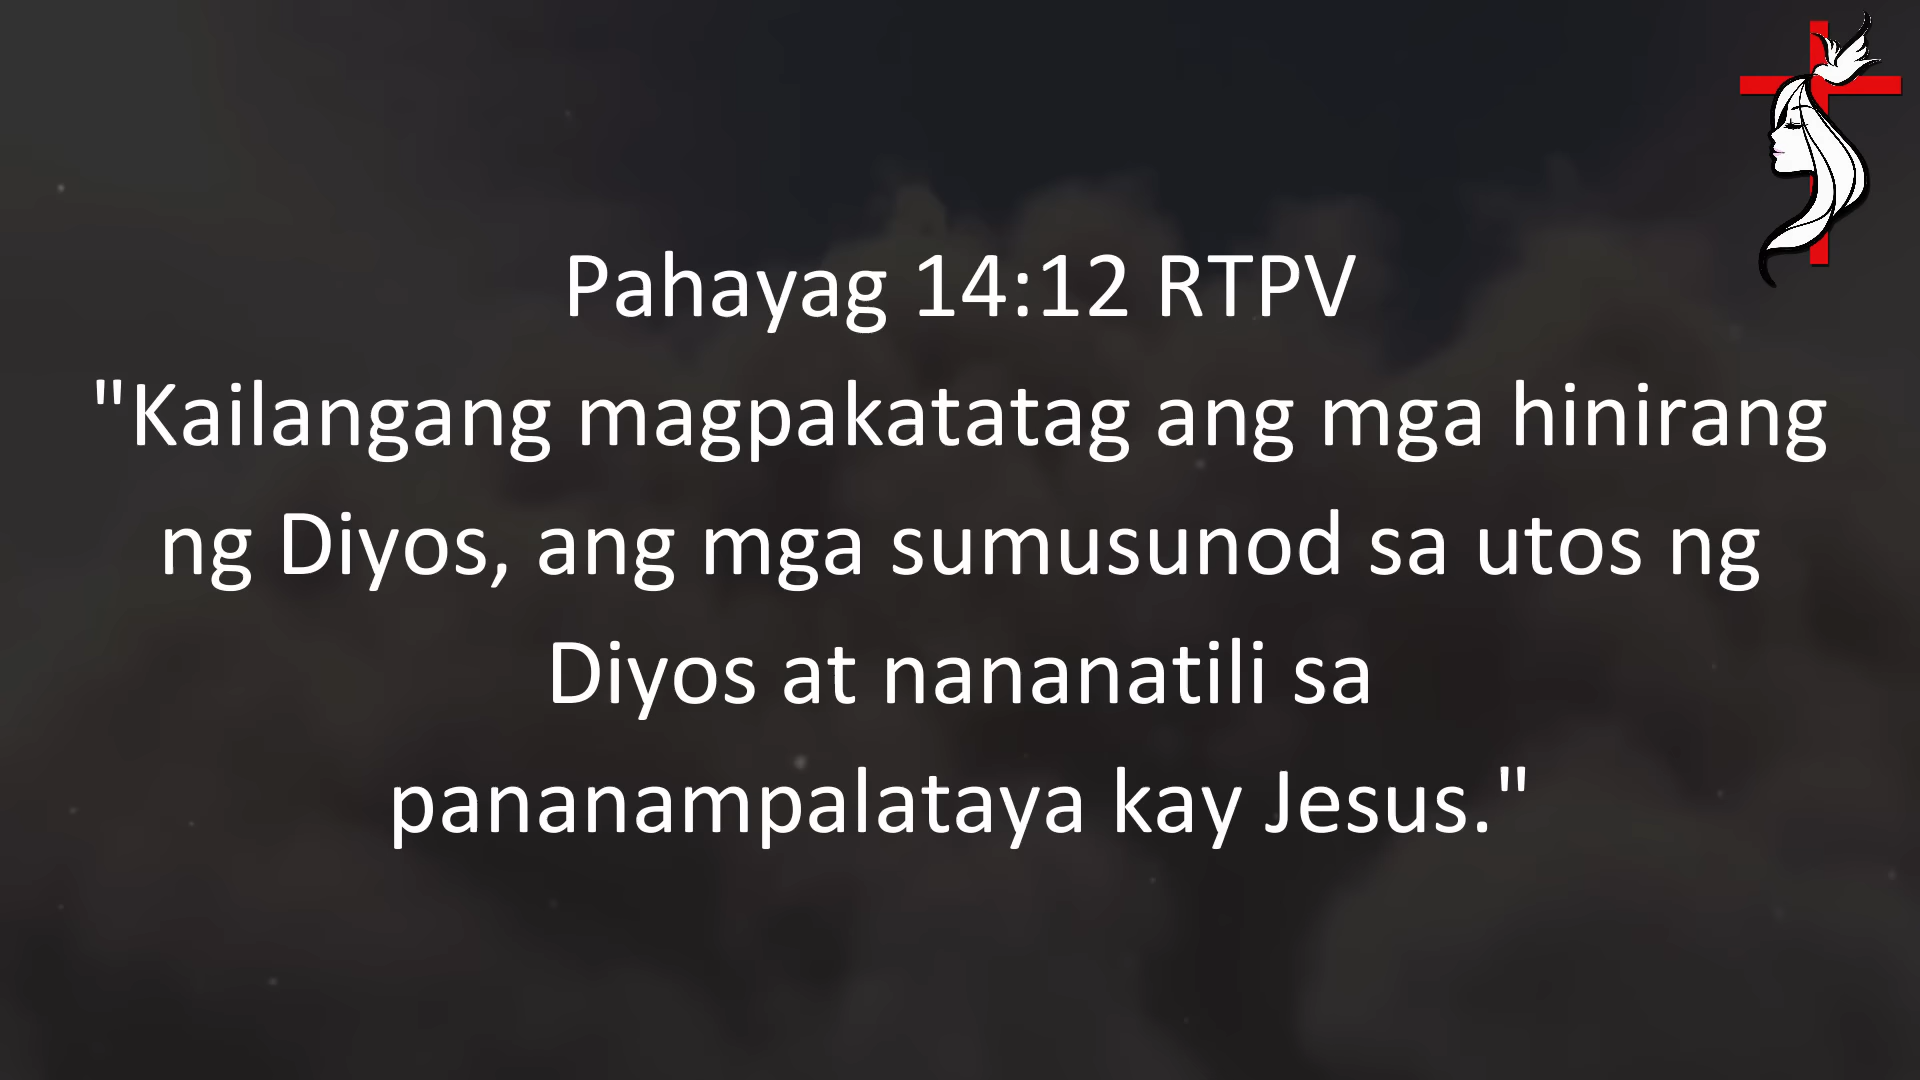 Pahayag 14:12 RTPV
"Kailangang magpakatatag ang mga hinirang
ng Diyos, ang mga sumusunod sa utos ng
Diyos at nananatili sa
pananampalataya kay Jesus."